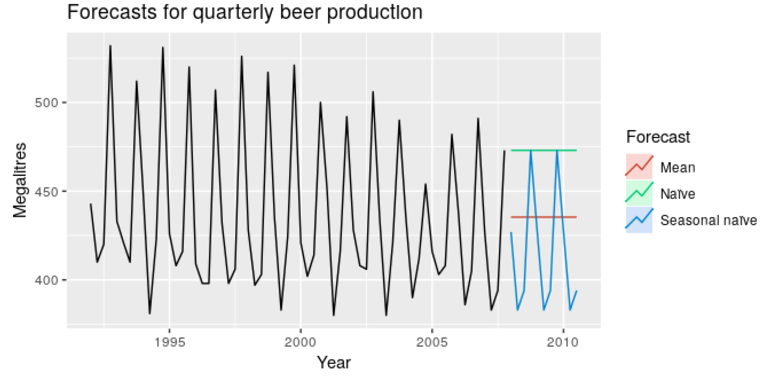 Forecasts for quarterly beer production
500
450
400
Megalitres
1995
2000
2005
2010
Year
Forecast
Mean
Naïve
Seasonal naïve